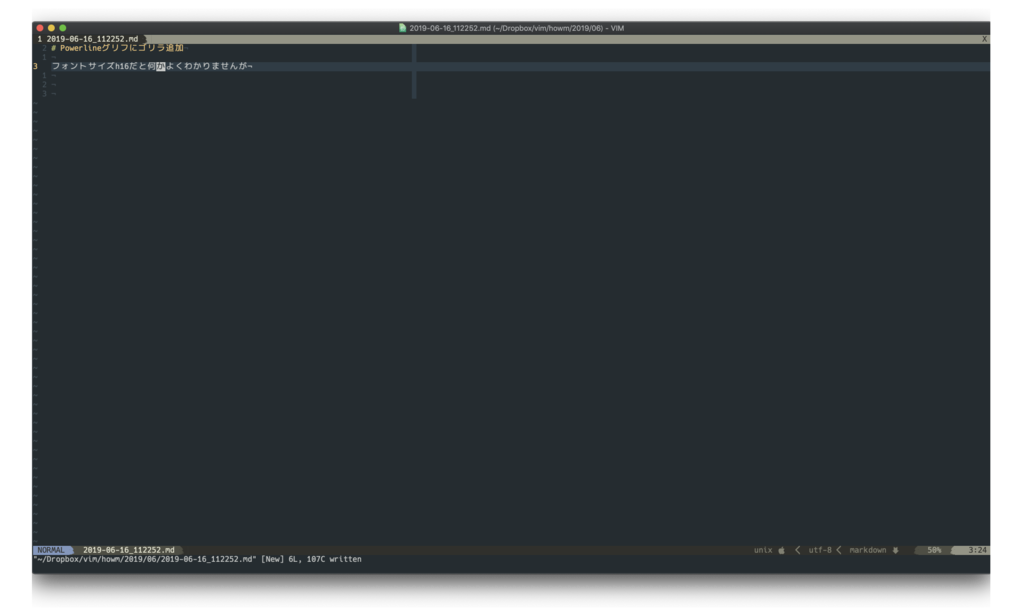 2019-06-16_112252.md (~/Dropbox/vim/howm/2019/06) - VIM
1 2019-06-16_112252.md X
2 # Powerlineグリフにゴリラ追加¬
1 ¬
3 フォントサイズh16だと何かよくわかりませんが¬
1 ¬
2 ¬
3 ¬
NORMAL 2019-06-16_112252.md unix < utf-8 < markdown 50% 3:24
"~/Dropbox/vim/howm/2019/06/2019-06-16_112252.md" [New] 6L, 107C written